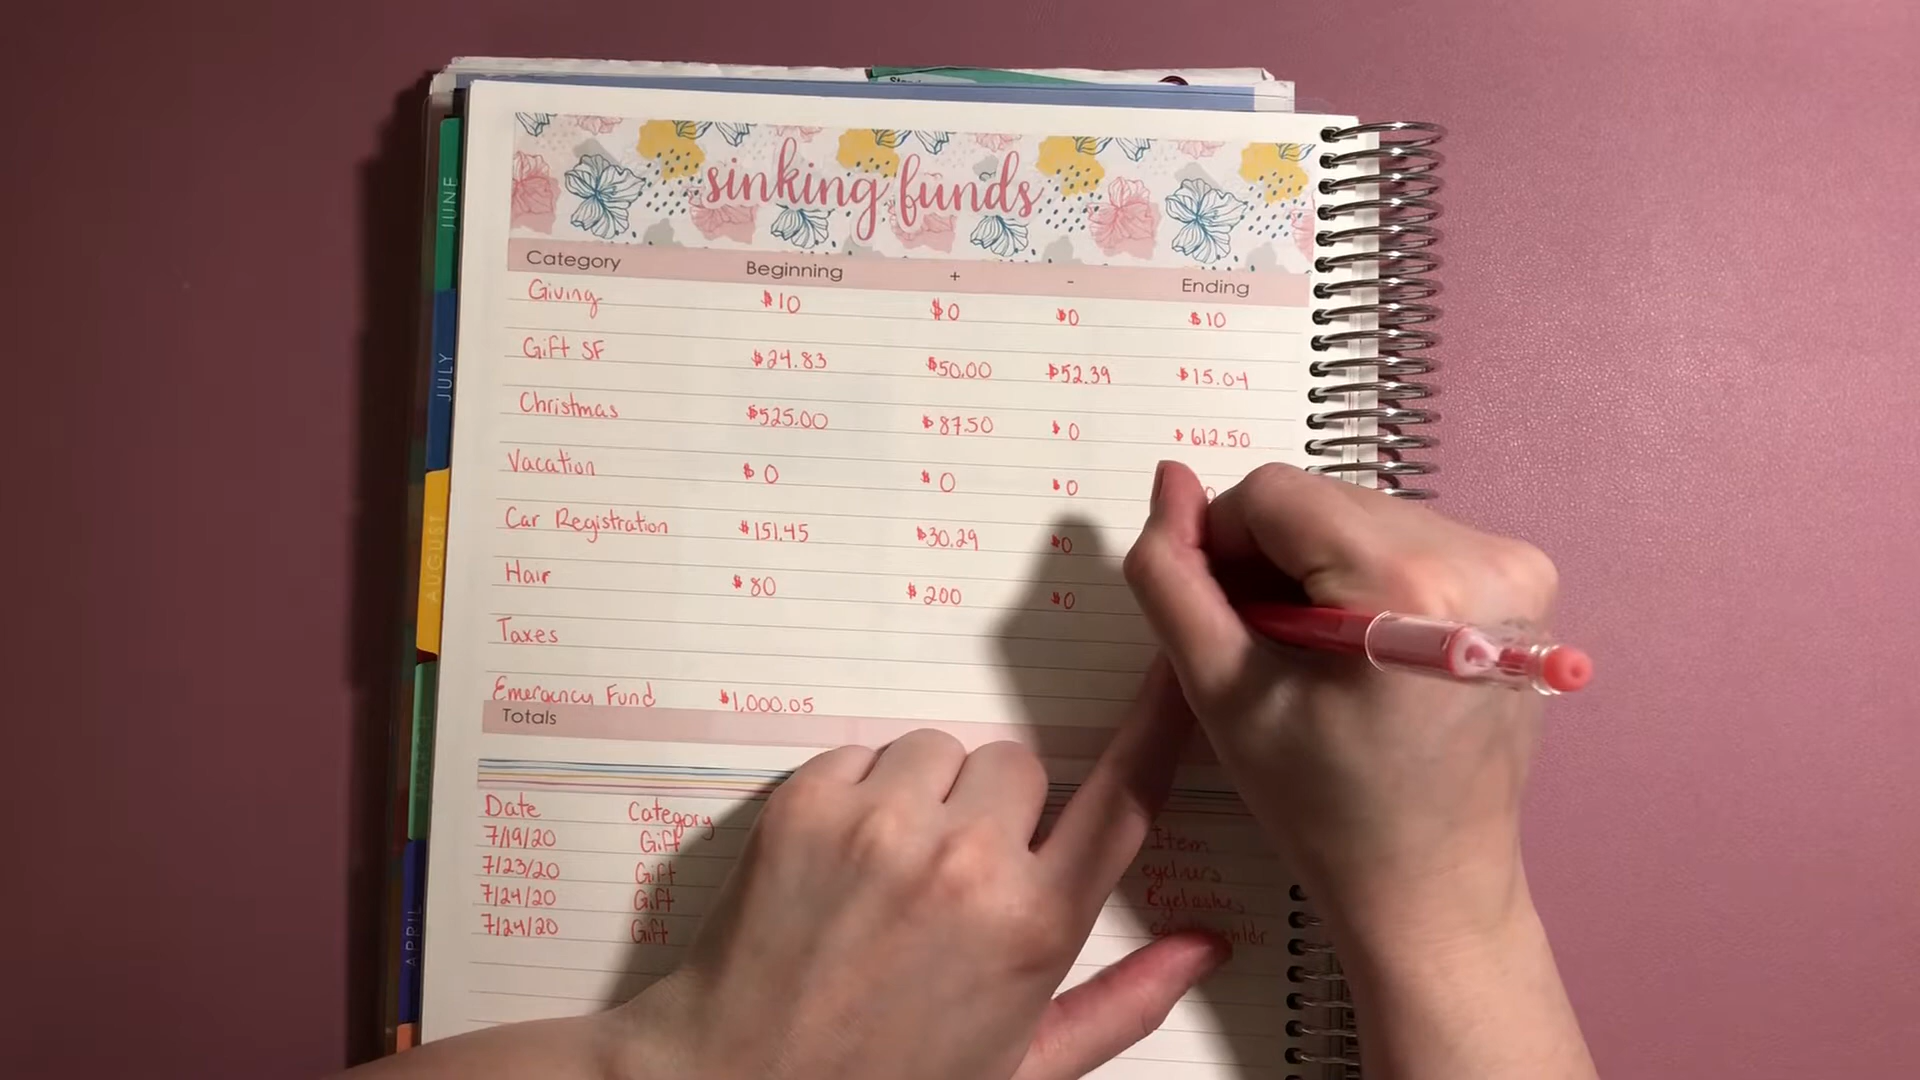 sinking funds
Category Beginning + - Ending
Giving $10 $0 $0 $10
Gift SF $24.83 $50.00 $52.39 $15.04
Christmas $525.00 $87.50 $0 $612.50
Vacation $0 $0 $0 0
Car Registration $151.45 $30.29 $0
Hair $80 $200 $0
Taxes
Emergency Fund $1,000.05
Totals
Date Category Item
7/19/20 Gift eyeliners
7/23/20 Gift Eyelashes
7/24/20 Gift
7/24/20 Gift
JUNE
JULY
AUGUST
MARCH
APRIL